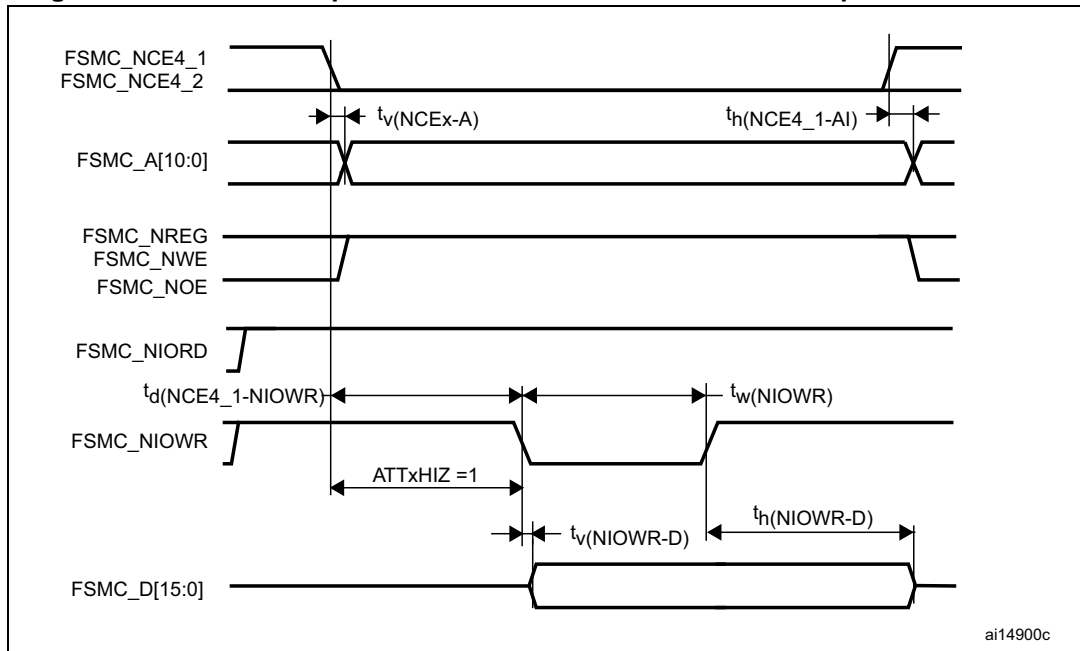 FSMC_NCE4_1
FSMC_NCE4_2
tv(NCEx-A)
th(NCE4_1-AI)
FSMC_A[10:0]
FSMC_NREG
FSMC_NWE
FSMC_NOE
FSMC_NIORD
td(NCE4_1-NIOWR)
tw(NIOWR)
FSMC_NIOWR
ATTxHIZ =1
th(NIOWR-D)
tv(NIOWR-D)
FSMC_D[15:0]
ai14900c